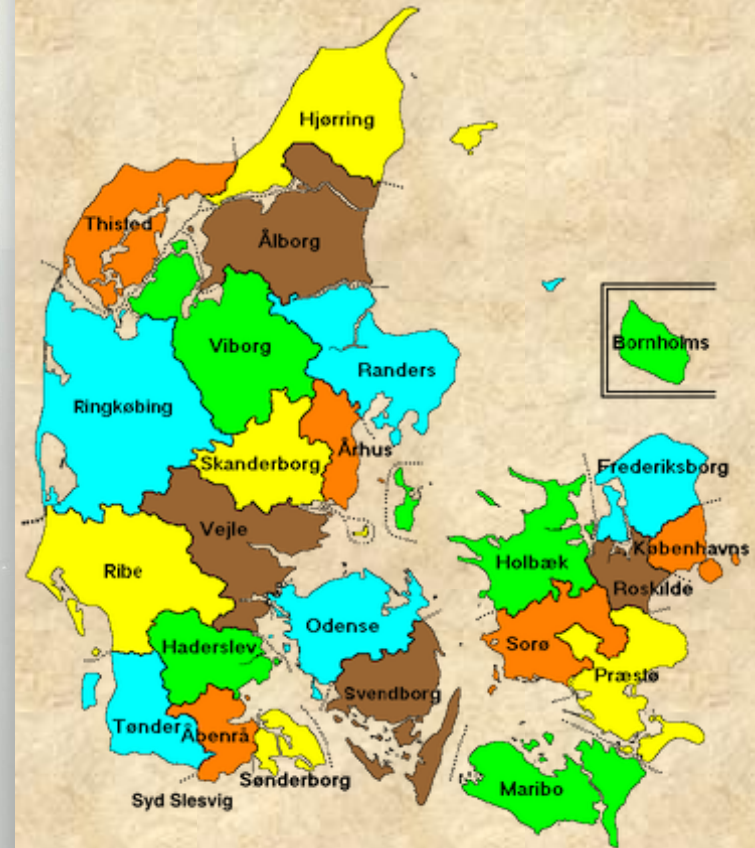 Hjørring
Thisted
Ålborg
Viborg
Bornholms
Randers
Ringkøbing
Århus
Skanderborg
Frederiksborg
Vejle
Københavns
Holbæk
Ribe
Roskilde
Odense
Haderslev
Sorø
Præstø
Svendborg
Tønder
Åbenrå
Sønderborg
Maribo
Syd Slesvig